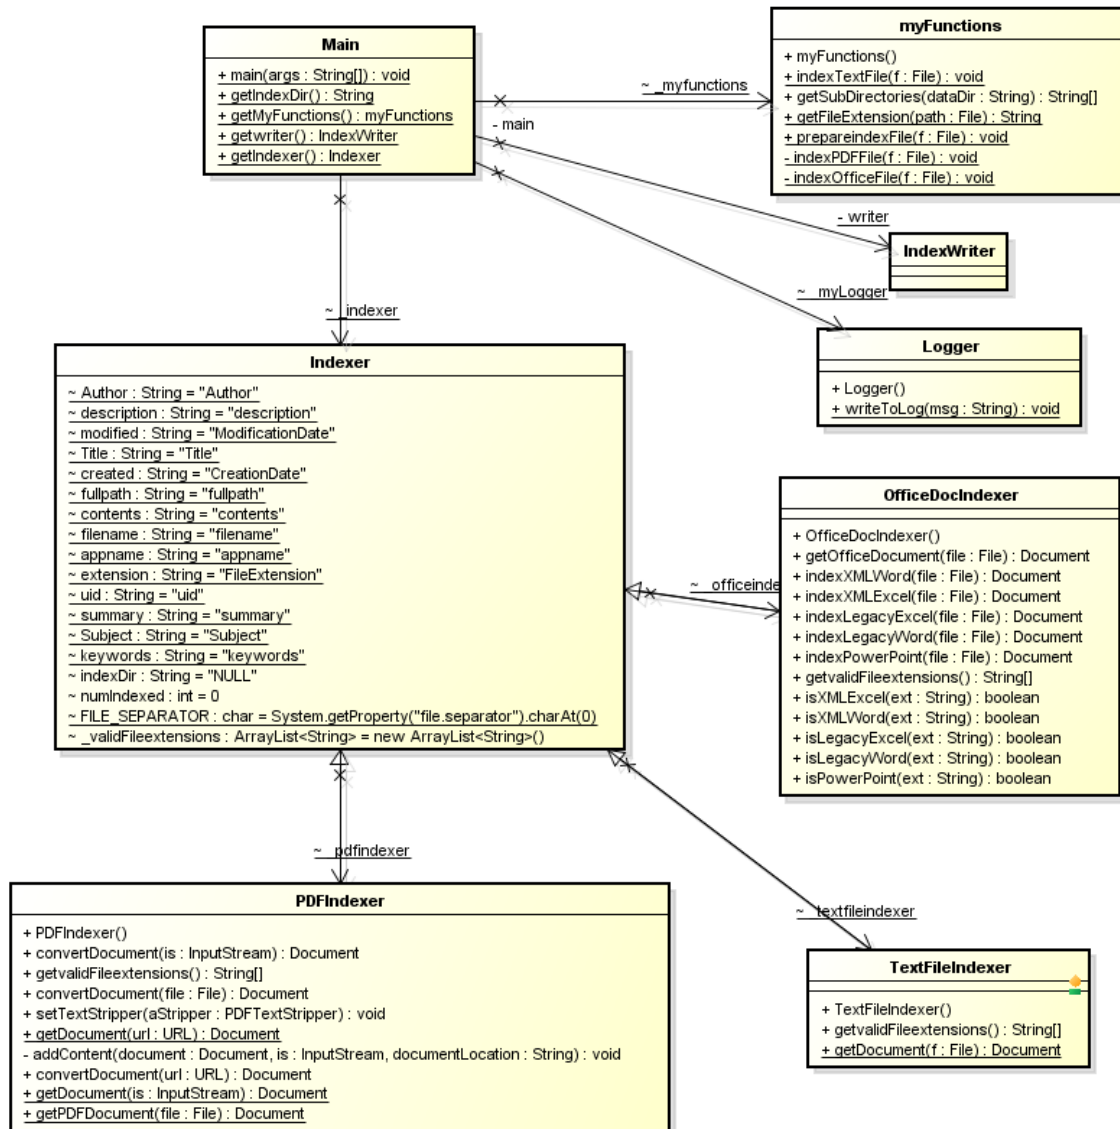 Main
+ main(args : String[]) : void
+ getIndexDir() : String
+ getMyFunctions() : myFunctions
+ getwriter() : IndexWriter
+ getIndexer() : Indexer
myFunctions
+ myFunctions()
+ indexTextFile(f : File) : void
+ getSubDirectories(dataDir : String) : String[]
+ getFileExtension(path : File) : String
+ prepareindexFile(f : File) : void
- indexPDFFile(f : File) : void
- indexOfficeFile(f : File) : void
~ _myfunctions
- main
- writer
IndexWriter
~ _myLogger
Logger
+ Logger()
+ writeToLog(msg : String) : void
~ _indexer
Indexer
~ Author : String = "Author"
~ description : String = "description"
~ modified : String = "ModificationDate"
~ Title : String = "Title"
~ created : String = "CreationDate"
~ fullpath : String = "fullpath"
~ contents : String = "contents"
~ filename : String = "filename"
~ appname : String = "appname"
~ extension : String = "FileExtension"
~ uid : String = "uid"
~ summary : String = "summary"
~ Subject : String = "Subject"
~ keywords : String = "keywords"
~ indexDir : String = "NULL"
~ numIndexed : int = 0
~ FILE_SEPARATOR : char = System.getProperty("file.separator").charAt(0)
~ _validFileextensions : ArrayList<String> = new ArrayList<String>()
~ _officeinde
OfficeDocIndexer
+ OfficeDocIndexer()
+ getOfficeDocument(file : File) : Document
+ indexXMLWord(file : File) : Document
+ indexXMLExcel(file : File) : Document
+ indexLegacyExcel(file : File) : Document
+ indexLegacyWord(file : File) : Document
+ indexPowerPoint(file : File) : Document
+ getvalidFileextensions() : String[]
+ isXMLExcel(ext : String) : boolean
+ isXMLWord(ext : String) : boolean
+ isLegacyExcel(ext : String) : boolean
+ isLegacyWord(ext : String) : boolean
+ isPowerPoint(ext : String) : boolean
~ _pdfindexer
PDFIndexer
+ PDFIndexer()
+ convertDocument(is : InputStream) : Document
+ getvalidFileextensions() : String[]
+ convertDocument(file : File) : Document
+ setTextStripper(aStripper : PDFTextStripper) : void
+ getDocument(url : URL) : Document
- addContent(document : Document, is : InputStream, documentLocation : String) : void
+ convertDocument(url : URL) : Document
+ getDocument(is : InputStream) : Document
+ getPDFDocument(file : File) : Document
~ _textfileindexer
TextFileIndexer
+ TextFileIndexer()
+ getvalidFileextensions() : String[]
+ getDocument(f : File) : Document